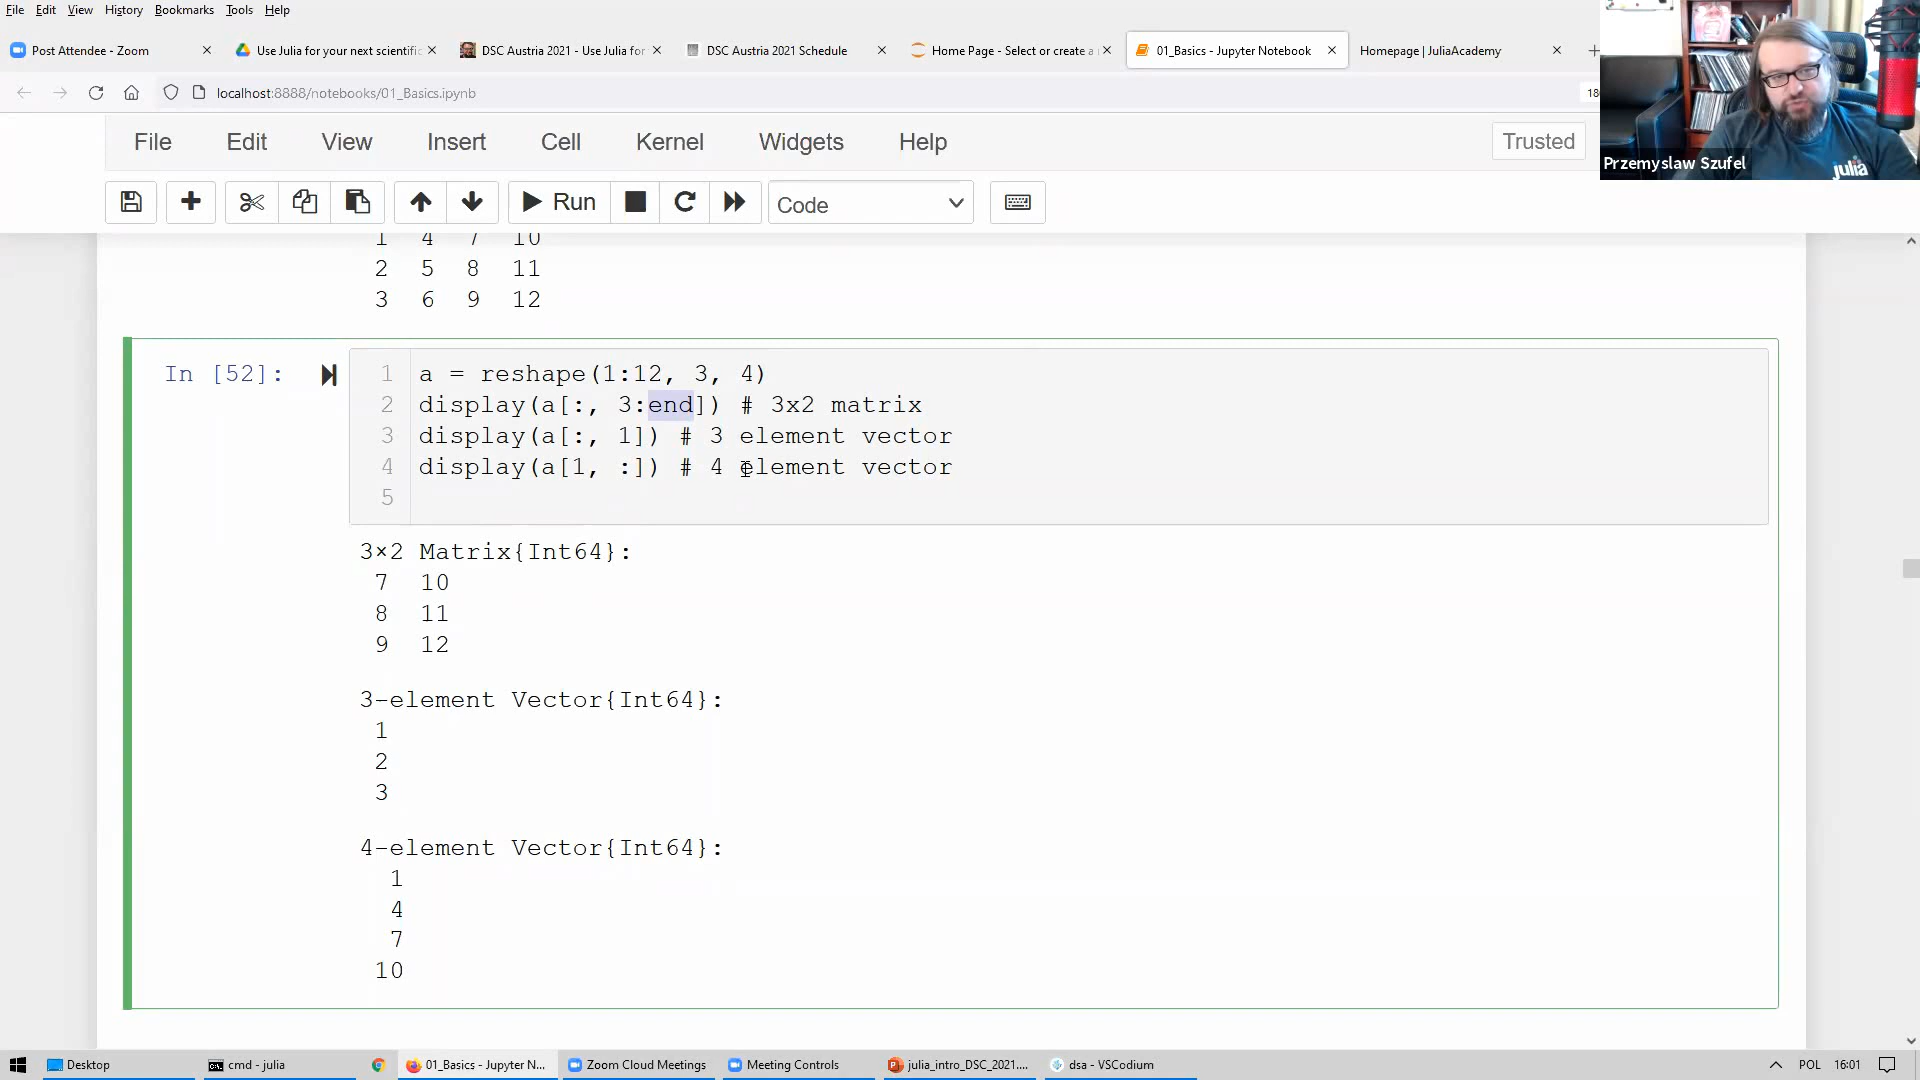 File Edit View History Bookmarks Tools Help
Post Attendee - Zoom
Use Julia for your next scientific
DSC Austria 2021 - Use Julia for
DSC Austria 2021 Schedule
Home Page - Select or create a
01_Basics - Jupyter Notebook
Homepage | JuliaAcademy
localhost:8888/notebooks/01_Basics.ipynb
18
File Edit View Insert Cell Kernel Widgets Help
Trusted
Przemyslaw Szufel
julia
Run
Code
1 4 7 10
2 5 8 11
3 6 9 12
In [52]:
1 a = reshape(1:12, 3, 4)
2 display(a[:, 3:end]) # 3x2 matrix
3 display(a[:, 1]) # 3 element vector
4 display(a[1, :]) # 4 element vector
5
3×2 Matrix{Int64}:
7 10
8 11
9 12
3-element Vector{Int64}:
1
2
3
4-element Vector{Int64}:
1
4
7
10
Desktop
cmd - julia
01_Basics - Jupyter N...
Zoom Cloud Meetings
Meeting Controls
julia_intro_DSC_2021....
dsa - VSCodium
POL
16:01